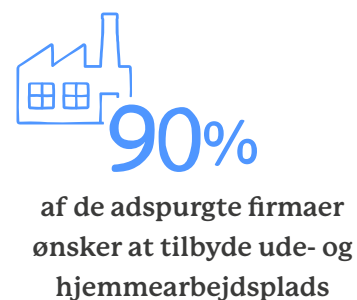 90%
af de adspurgte firmaer
ønsker at tilbyde ude- og
hjemmearbejdsplads